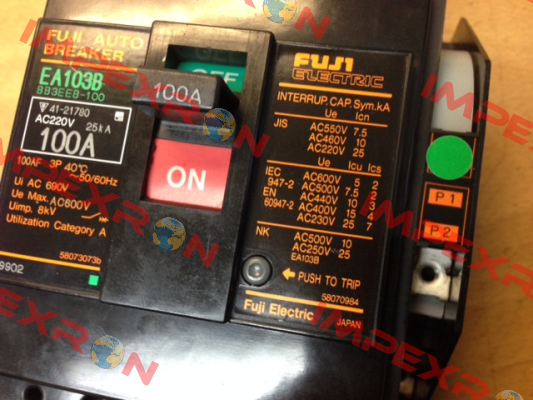 FUJI AUTO
BREAKER
EA103B
BB3EEB-100
41-21780
AC220V 25kA
100A
100AF 3P 40°C
50/60Hz
Ui AC 690V
Ue Max. AC600V
Uimp. 8kV
Utilization Category A
58073073b
9902
OFF
100A
ON
FUJI
ELECTRIC
INTERRUP. CAP. Sym. kA
Ue Icn
JIS AC550V 7.5
AC460V 10
AC220V 25
Ue Icu Ics
IEC 947-2 AC600V 5 2
AC500V 7.5 2
EN 60947-2 AC440V 10 3
AC400V 15 4
AC230V 25 7
NK AC500V 10
AC250V 25
EA103B
← PUSH TO TRIP
58070984
Fuji Electric JAPAN
P1
P2
IMPEXRON
IMPEXRON
IMPEXRON